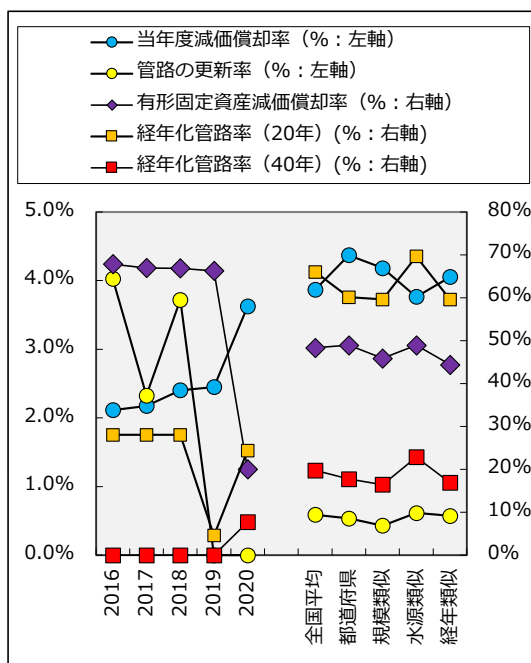 当年度減価償却率（%：左軸）
管路の更新率（%：左軸）
有形固定資産減価償却率（%：右軸）
経年化管路率（20年）(%：右軸)
経年化管路率（40年）(%：右軸)
5.0%
4.0%
3.0%
2.0%
1.0%
0.0%
80%
70%
60%
50%
40%
30%
20%
10%
0%
2016
2017
2018
2019
2020
全国平均
都道府県
規模類似
水源類似
経年類似